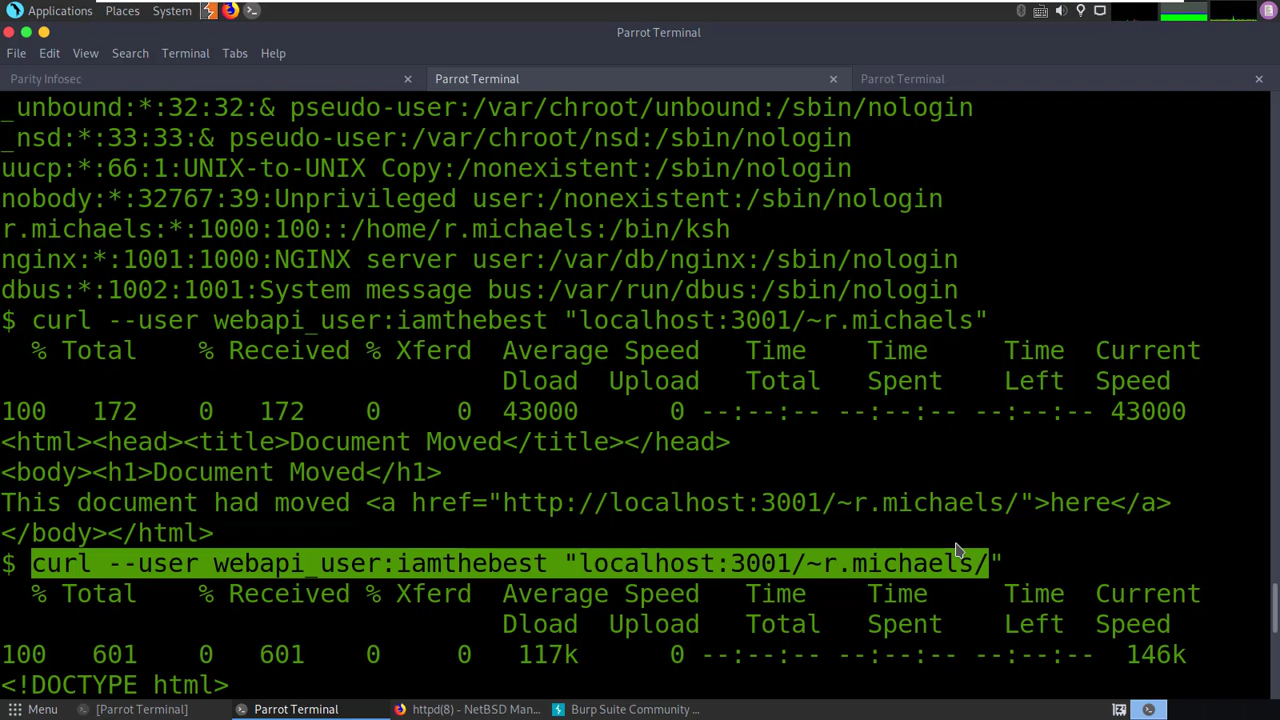 Applications Places System
Parrot Terminal
File Edit View Search Terminal Tabs Help
Parity Infosec × Parrot Terminal × Parrot Terminal ×
_unbound:*:32:32:& pseudo-user:/var/chroot/unbound:/sbin/nologin
_nsd:*:33:33:& pseudo-user:/var/chroot/nsd:/sbin/nologin
uucp:*:66:1:UNIX-to-UNIX Copy:/nonexistent:/sbin/nologin
nobody:*:32767:39:Unprivileged user:/nonexistent:/sbin/nologin
r.michaels:*:1000:100::/home/r.michaels:/bin/ksh
nginx:*:1001:1000:NGINX server user:/var/db/nginx:/sbin/nologin
dbus:*:1002:1001:System message bus:/var/run/dbus:/sbin/nologin
$ curl --user webapi_user:iamthebest "localhost:3001/~r.michaels"
% Total % Received % Xferd Average Speed Time Time Time Current
Dload Upload Total Spent Left Speed
100 172 0 172 0 0 43000 0 --:--:-- --:--:-- --:--:-- 43000
<html><head><title>Document Moved</title></head>
<body><h1>Document Moved</h1>
This document had moved <a href="http://localhost:3001/~r.michaels/">here</a>
</body></html>
$ curl --user webapi_user:iamthebest "localhost:3001/~r.michaels/"
% Total % Received % Xferd Average Speed Time Time Time Current
Dload Upload Total Spent Left Speed
100 601 0 601 0 0 117k 0 --:--:-- --:--:-- --:--:-- 146k
<!DOCTYPE html>
Menu [Parrot Terminal] Parrot Terminal httpd(8) - NetBSD Man... Burp Suite Community ...